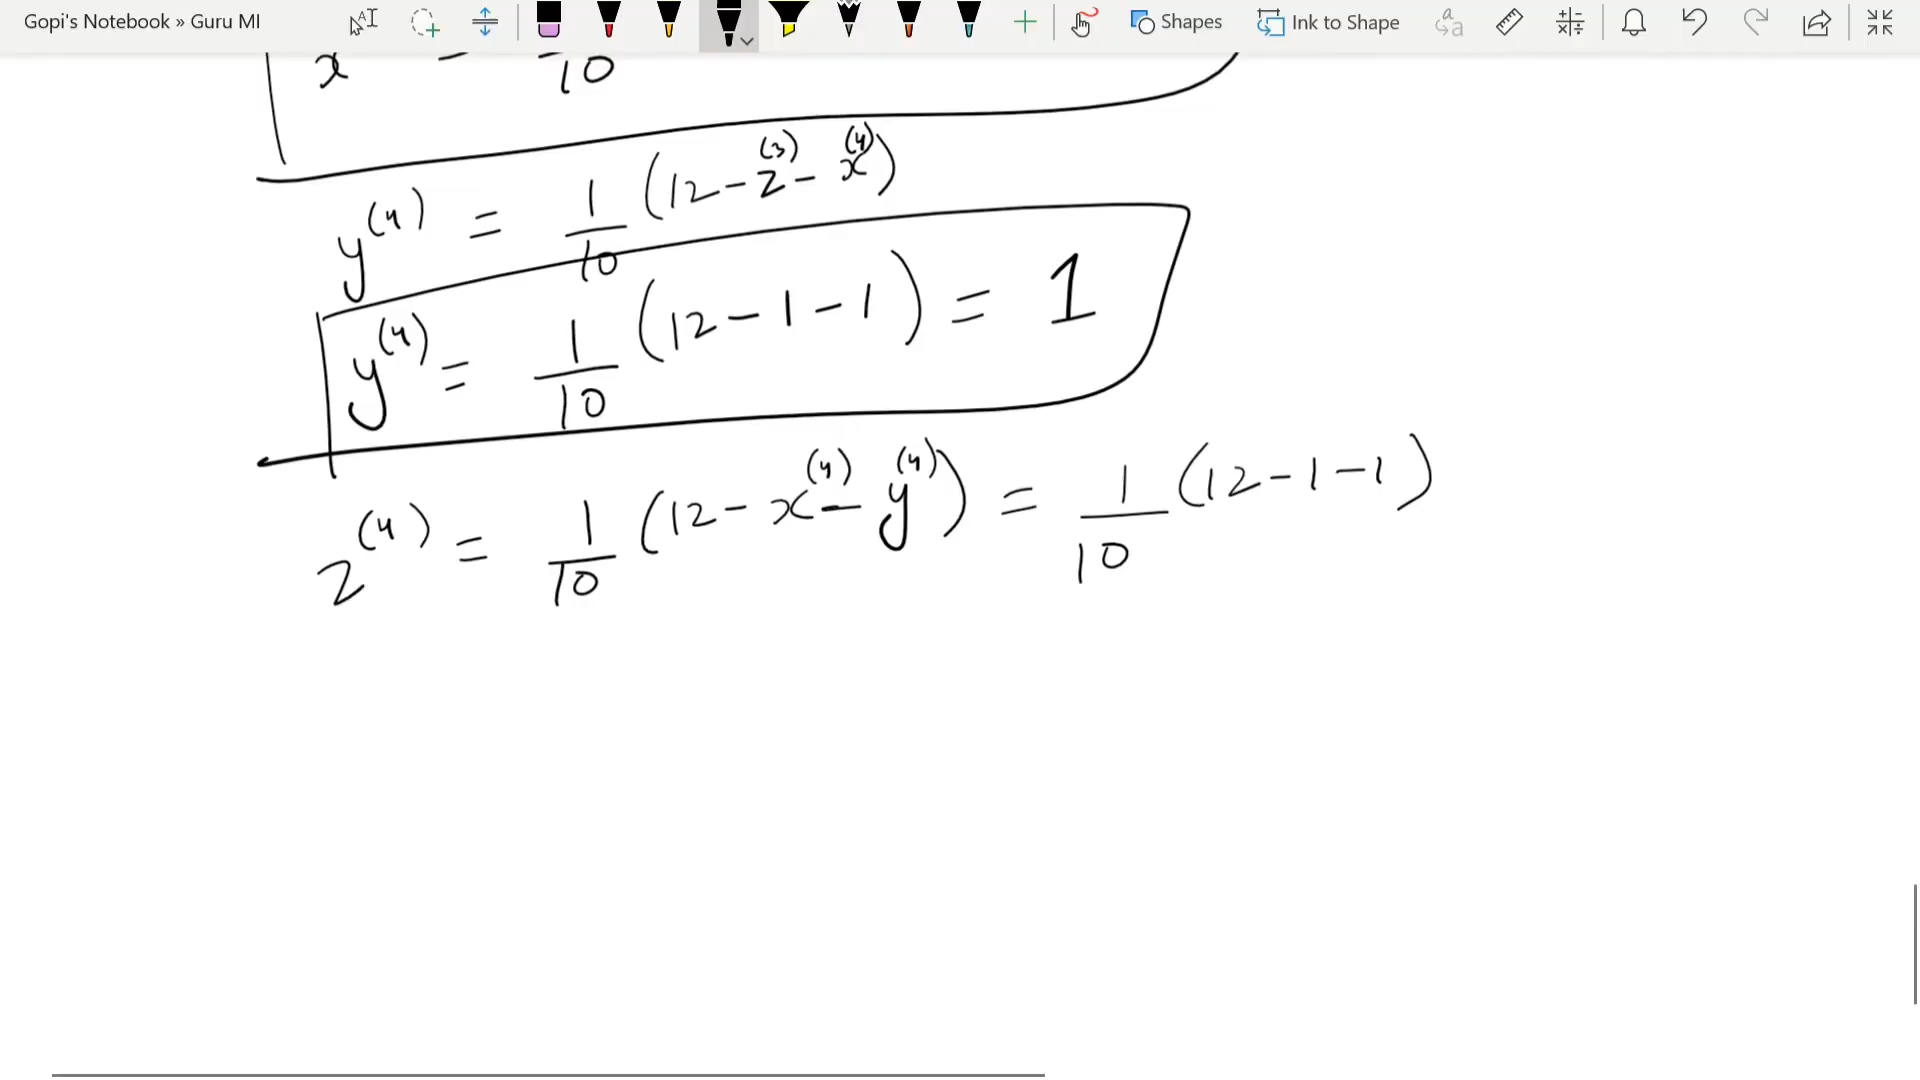 Gopi's Notebook » Guru MI
Shapes
Ink to Shape
x = 10
y^(4) = 1/10 (12 - z^(3) - x^(4))
y^(4) = 1/10 (12 - 1 - 1) = 1
z^(4) = 1/10 (12 - x^(4) - y^(4)) = 1/10 (12 - 1 - 1)